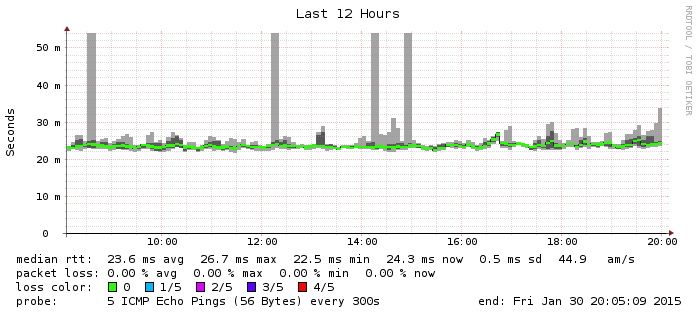 Last 12 Hours
RRDTOOL / TOBI OETIKER
Seconds
50 m
40 m
30 m
20 m
10 m
0
10:00 12:00 14:00 16:00 18:00 20:00
median rtt: 23.6 ms avg 26.7 ms max 22.5 ms min 24.3 ms now 0.5 ms sd 44.9 am/s
packet loss: 0.00 % avg 0.00 % max 0.00 % min 0.00 % now
loss color: 0 1/5 2/5 3/5 4/5
probe: 5 ICMP Echo Pings (56 Bytes) every 300s end: Fri Jan 30 20:05:09 2015